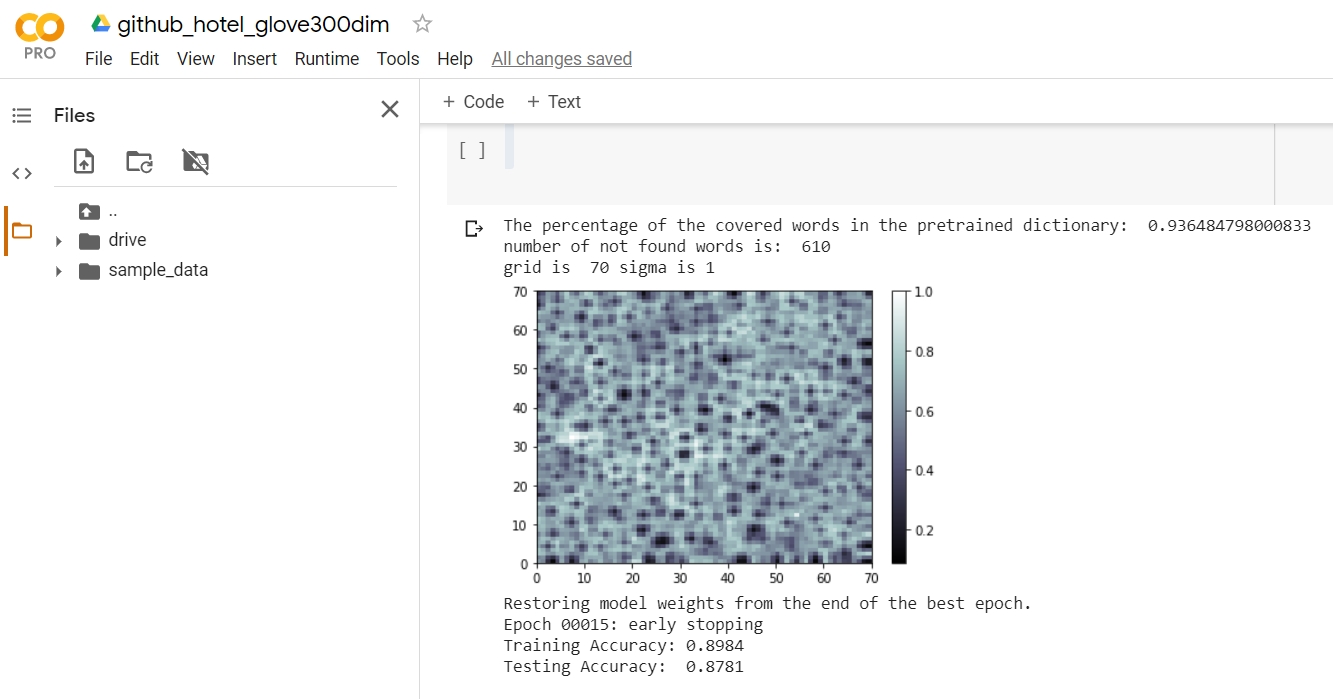 github_hotel_glove300dim
PRO
File Edit View Insert Runtime Tools Help All changes saved
Files
+ Code + Text
[ ]
..
drive
sample_data
The percentage of the covered words in the pretrained dictionary: 0.936484798000833
number of not found words is: 610
grid is 70 sigma is 1
70
60
50
40
30
20
10
0
0 10 20 30 40 50 60 70
1.0
0.8
0.6
0.4
0.2
Restoring model weights from the end of the best epoch.
Epoch 00015: early stopping
Training Accuracy: 0.8984
Testing Accuracy: 0.8781